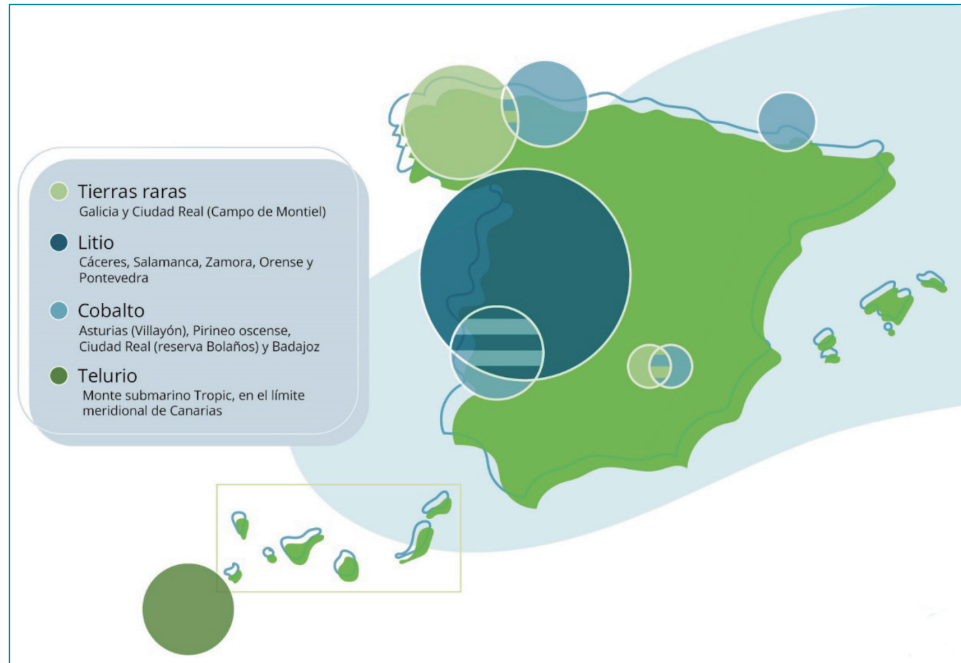 Tierras raras
Galicia y Ciudad Real (Campo de Montiel)
Litio
Cáceres, Salamanca, Zamora, Orense y
Pontevedra
Cobalto
Asturias (Villayón), Pirineo oscense,
Ciudad Real (reserva Bolaños) y Badajoz
Telurio
Monte submarino Tropic, en el límite
meridional de Canarias